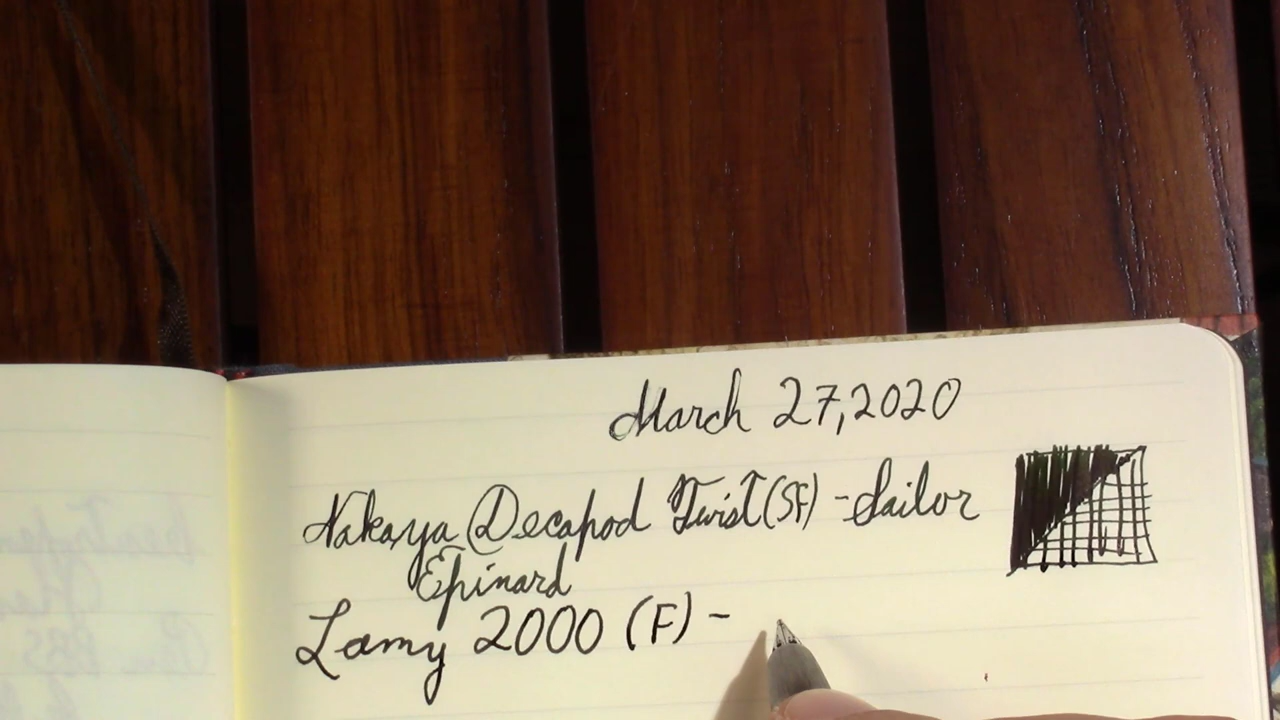 March 27, 2020
Nakaya Decapod Twist (SF) - Sailor
Epinard
Lamy 2000 (F) -